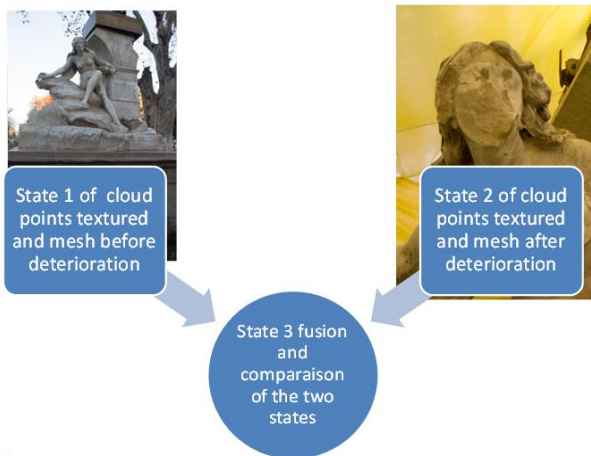 State 1 of cloud
points textured
and mesh before
deterioration
State 2 of cloud
points textured
and mesh after
deterioration
State 3 fusion
and
comparaison
of the two
states